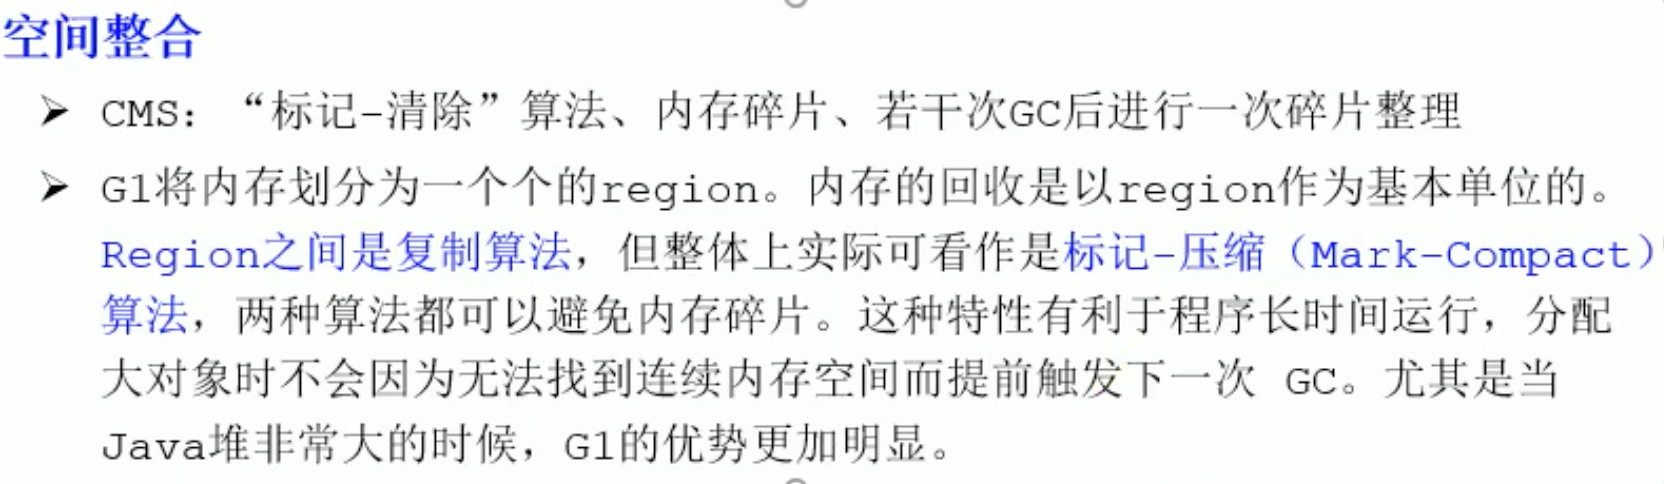 空间整合
➢ CMS：“标记-清除”算法、内存碎片、若干次GC后进行一次碎片整理
➢ G1将内存划分为一个个的region。内存的回收是以region作为基本单位的。
Region之间是复制算法，但整体上实际可看作是标记-压缩（Mark-Compact）
算法，两种算法都可以避免内存碎片。这种特性有利于程序长时间运行，分配
大对象时不会因为无法找到连续内存空间而提前触发下一次 GC。尤其是当
Java堆非常大的时候，G1的优势更加明显。